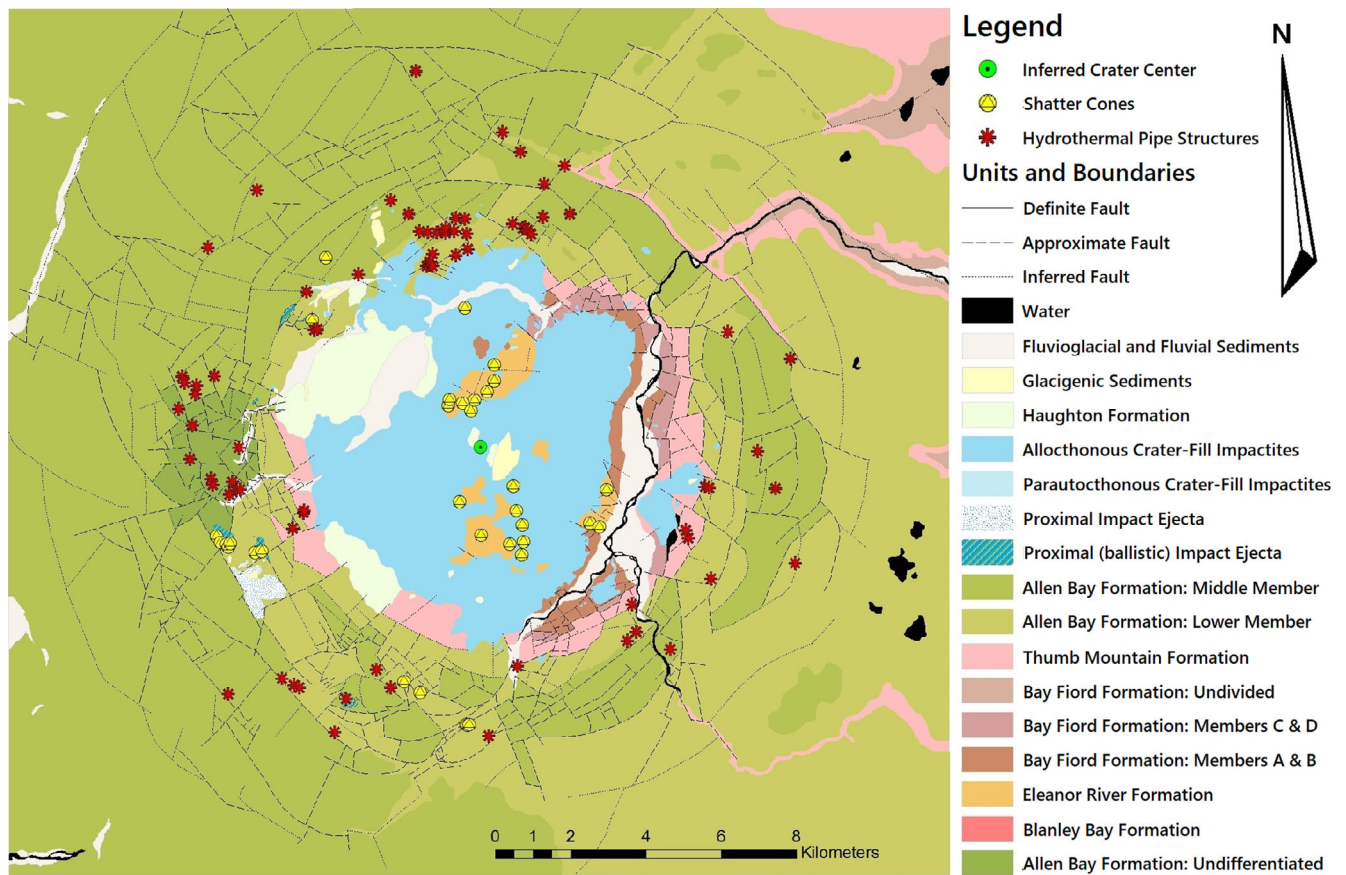 Legend
N
Inferred Crater Center
Shatter Cones
Hydrothermal Pipe Structures
Units and Boundaries
Definite Fault
Approximate Fault
Inferred Fault
Water
Fluvioglacial and Fluvial Sediments
Glacigenic Sediments
Haughton Formation
Allocthonous Crater-Fill Impactites
Parautocthonous Crater-Fill Impactites
Proximal Impact Ejecta
Proximal (ballistic) Impact Ejecta
Allen Bay Formation: Middle Member
Allen Bay Formation: Lower Member
Thumb Mountain Formation
Bay Fiord Formation: Undivided
Bay Fiord Formation: Members C & D
Bay Fiord Formation: Members A & B
Eleanor River Formation
Blanley Bay Formation
Allen Bay Formation: Undifferentiated
0 1 2 4 6 8
Kilometers